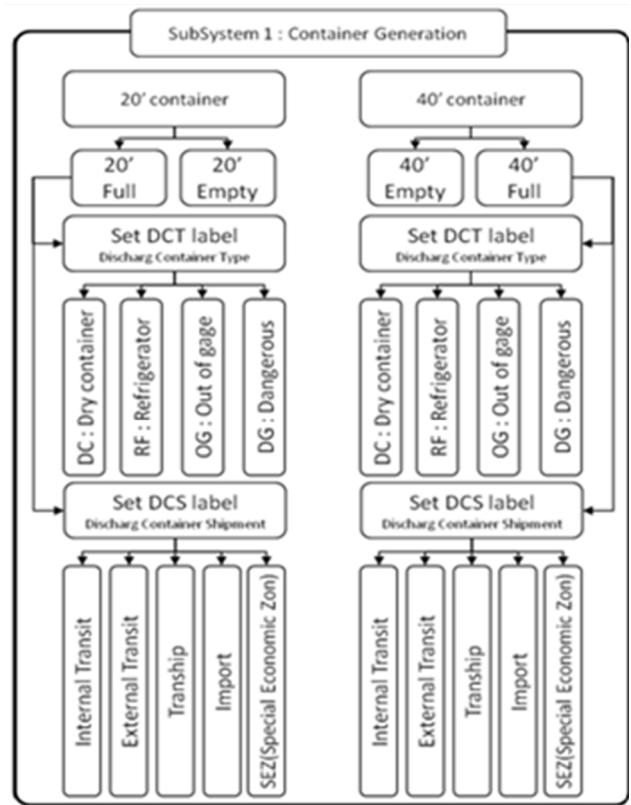 SubSystem 1 : Container Generation
20' container
40' container
20'
Full
20'
Empty
40'
Empty
40'
Full
Set DCT label
Discharg Container Type
Set DCT label
Discharg Container Type
DC : Dry container
RF : Refrigerator
OG : Out of gage
DG : Dangerous
DC : Dry container
RF : Refrigerator
OG : Out of gage
DG : Dangerous
Set DCS label
Discharg Container Shipment
Set DCS label
Discharg Container Shipment
Internal Transit
External Transit
Tranship
Import
SEZ(Special Economic Zon)
Internal Transit
External Transit
Tranship
Import
SEZ(Special Economic Zon)